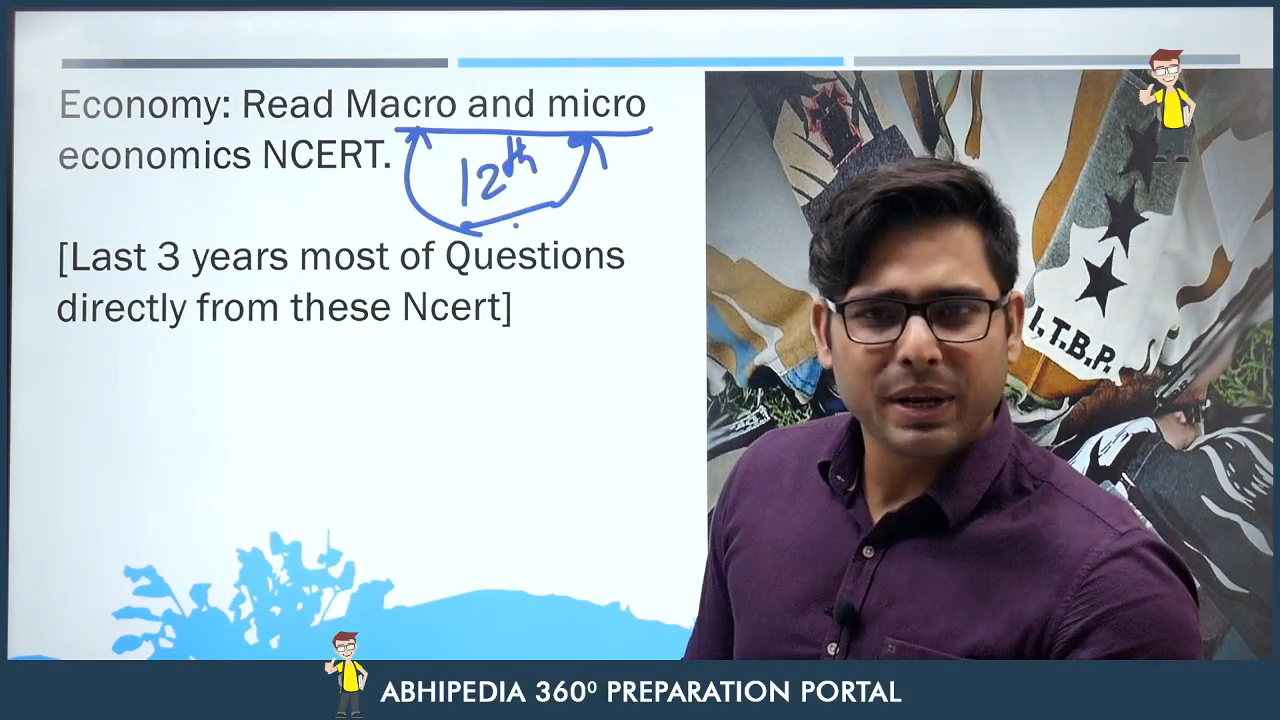 Economy: Read Macro and micro
economics NCERT.
12th
[Last 3 years most of Questions
directly from these Ncert]
I.T.B.P.
ABHIPEDIA 360⁰ PREPARATION PORTAL